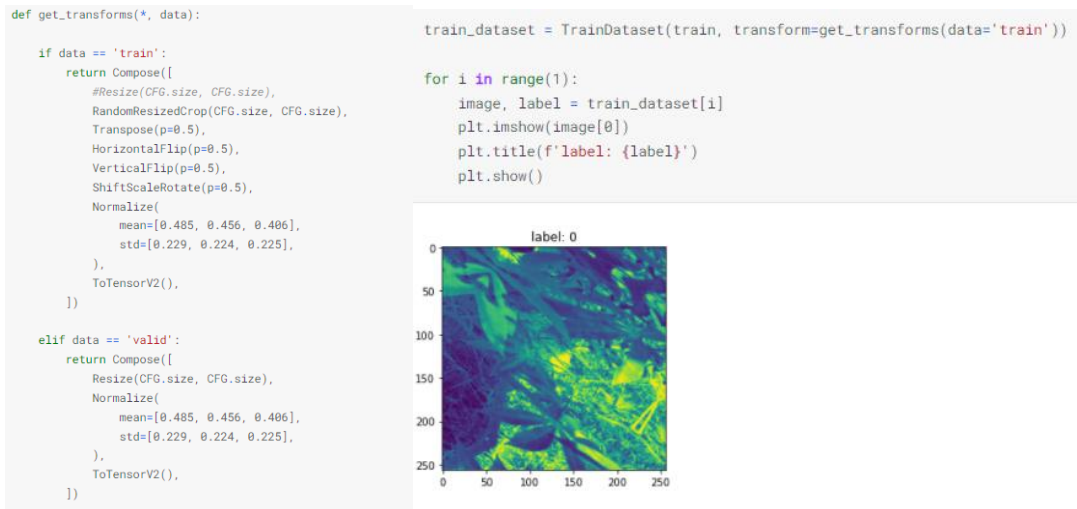 def get_transforms(*, data):
    if data == 'train':
        return Compose([
            #Resize(CFG.size, CFG.size),
            RandomResizedCrop(CFG.size, CFG.size),
            Transpose(p=0.5),
            HorizontalFlip(p=0.5),
            VerticalFlip(p=0.5),
            ShiftScaleRotate(p=0.5),
            Normalize(
                mean=[0.485, 0.456, 0.406],
                std=[0.229, 0.224, 0.225],
            ),
            ToTensorV2(),
        ])
    elif data == 'valid':
        return Compose([
            Resize(CFG.size, CFG.size),
            Normalize(
                mean=[0.485, 0.456, 0.406],
                std=[0.229, 0.224, 0.225],
            ),
            ToTensorV2(),
        ])
train_dataset = TrainDataset(train, transform=get_transforms(data='train'))
for i in range(1):
    image, label = train_dataset[i]
    plt.imshow(image[0])
    plt.title(f'label: {label}')
    plt.show()
label: 0
0
50
100
150
200
250
0 50 100 150 200 250